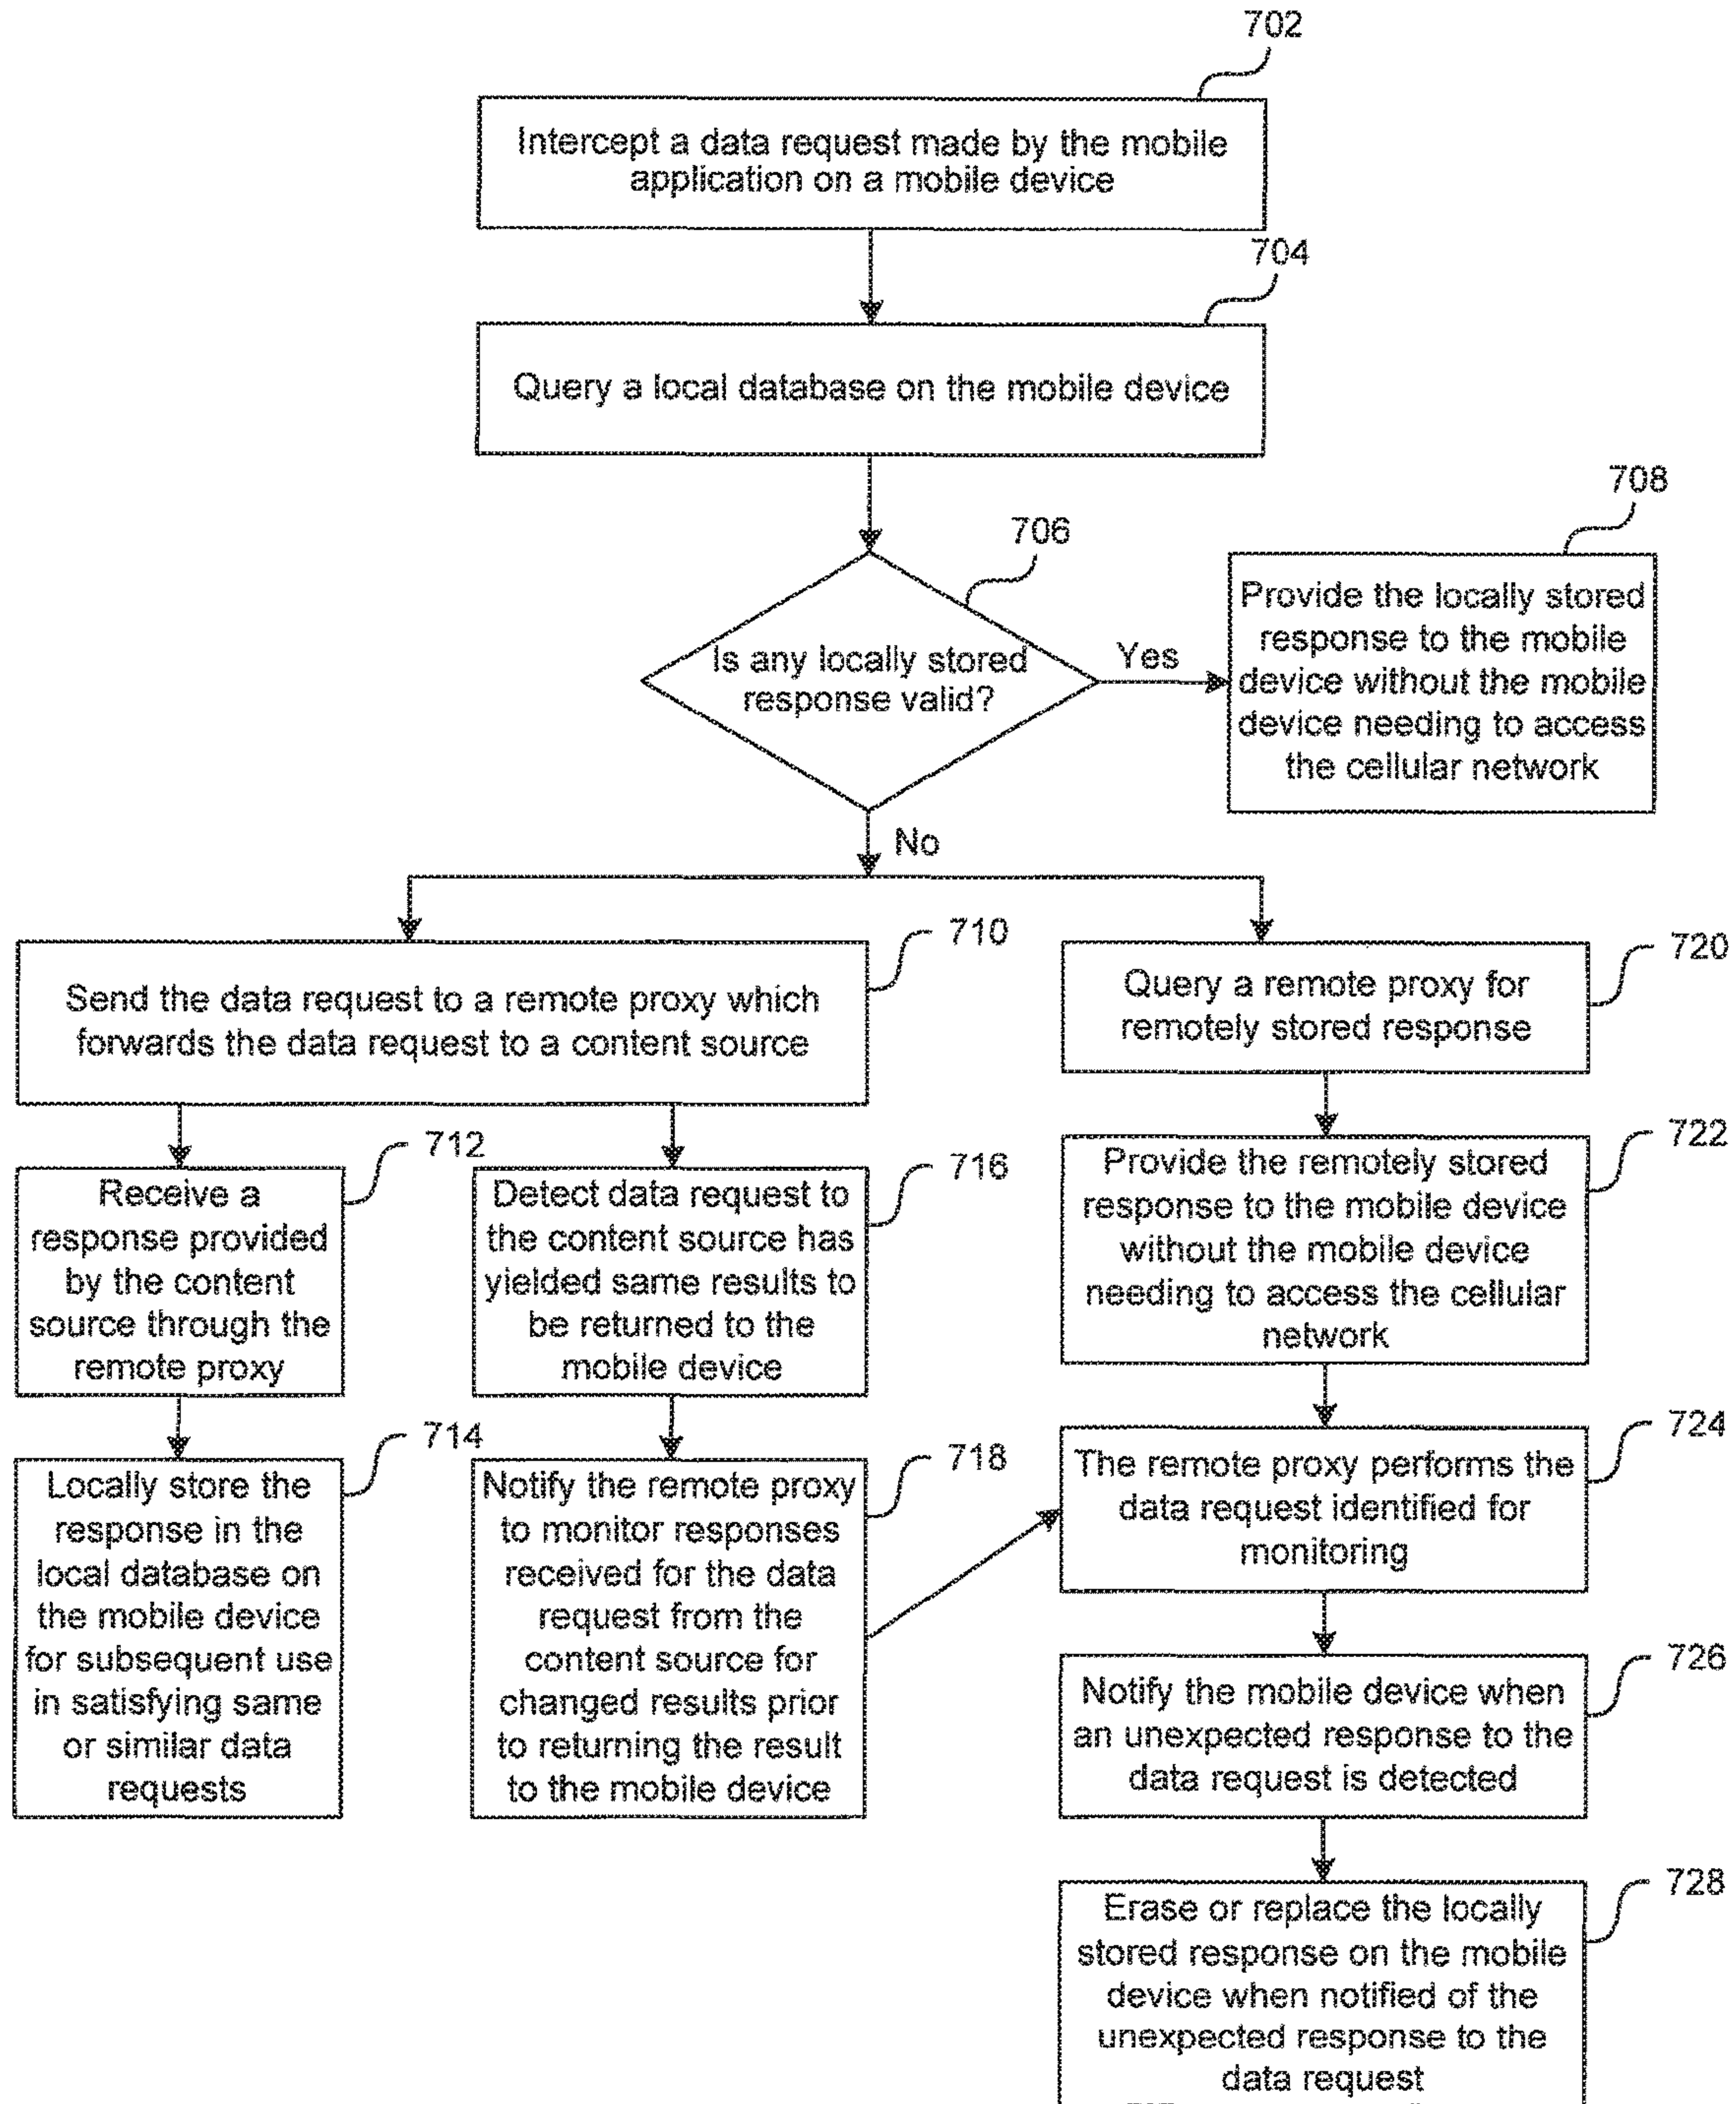 702
Intercept a data request made by the mobile
application on a mobile device
704
Query a local database on the mobile device
706
Is any locally stored
response valid?
Yes
708
Provide the locally stored
response to the mobile
device without the mobile
device needing to access
the cellular network
No
710
Send the data request to a remote proxy which
forwards the data request to a content source
712
Receive a
response provided
by the content
source through the
remote proxy
714
Locally store the
response in the
local database on
the mobile device
for subsequent use
in satisfying same
or similar data
requests
716
Detect data request to
the content source has
yielded same results to
be returned to the
mobile device
718
Notify the remote proxy
to monitor responses
received for the data
request from the
content source for
changed results prior
to returning the result
to the mobile device
720
Query a remote proxy for
remotely stored response
722
Provide the remotely stored
response to the mobile device
without the mobile device
needing to access the cellular
network
724
The remote proxy performs the
data request identified for
monitoring
726
Notify the mobile device when
an unexpected response to the
data request is detected
728
Erase or replace the locally
stored response on the mobile
device when notified of the
unexpected response to the
data request